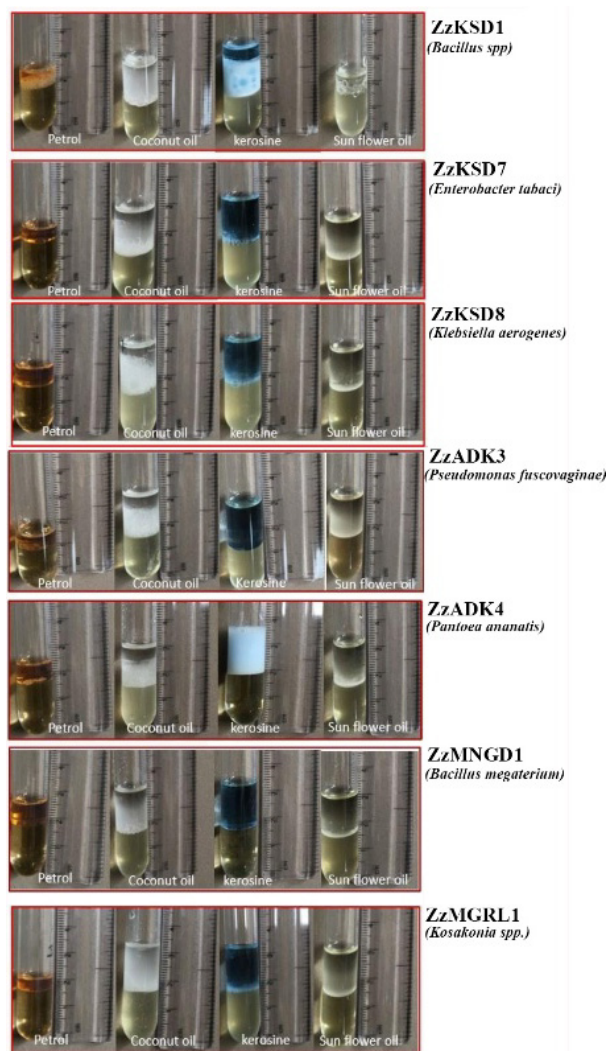 ZzKSD1
(Bacillus spp)
Petrol Coconut oil kerosine Sun flower oil
ZzKSD7
(Enterobacter tabaci)
Petrol Coconut oil kerosine Sun flower oil
ZzKSD8
(Klebsiella aerogenes)
Petrol Coconut oil kerosine Sun flower oil
ZzADK3
(Pseudomonas fuscovaginae)
Petrol Coconut oil Kerosine Sun flower oil
ZzADK4
(Pantoea ananatis)
Petrol Coconut oil kerosine Sun flower oil
ZzMNGD1
(Bacillus megaterium)
Petrol Coconut oil kerosine Sun flower oil
ZzMGRL1
(Kosakonia spp.)
Petrol Coconut oil kerosine Sun flower oil